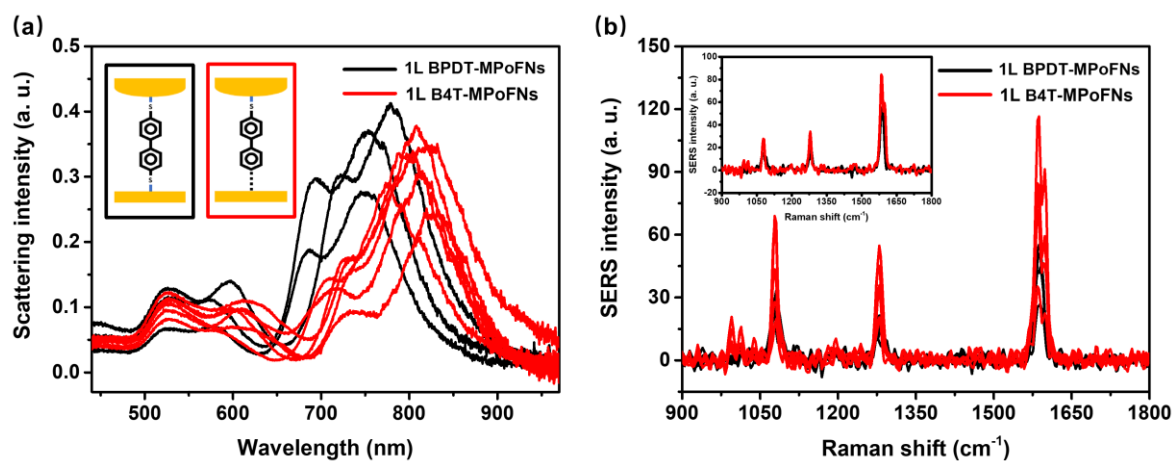 (a)
0.5
0.4
0.3
0.2
0.1
0.0
Scattering intensity (a. u.)
1L BPDT-MPoFNs
1L B4T-MPoFNs
S
S
S
500 600 700 800 900
Wavelength (nm)
(b)
150
120
90
60
30
0
SERS intensity (a. u.)
1L BPDT-MPoFNs
1L B4T-MPoFNs
100
80
60
40
20
0
-20
SERS intensity (a. u.)
900 1050 1200 1350 1500 1650 1800
Raman shift (cm-1)
900 1050 1200 1350 1500 1650 1800
Raman shift (cm-1)